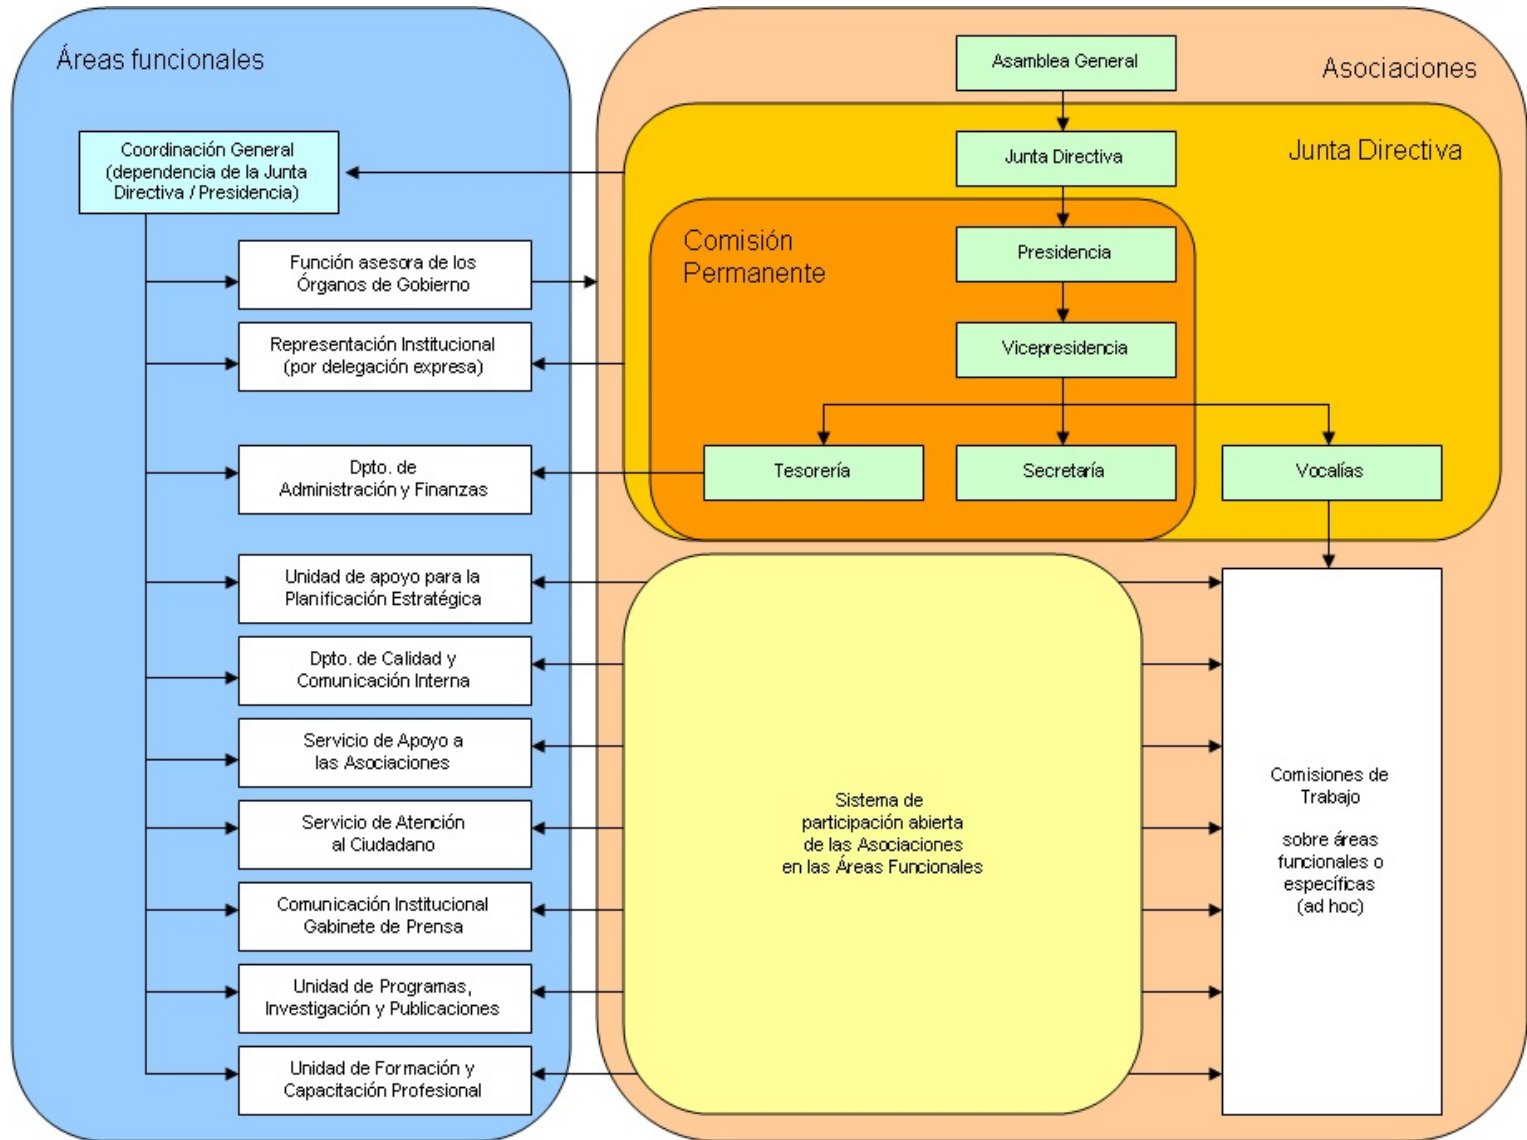 Áreas funcionales
Coordinación General
(dependencia de la Junta
Directiva / Presidencia)
Función asesora de los
Órganos de Gobierno
Representación Institucional
(por delegación expresa)
Dpto. de
Administración y Finanzas
Unidad de apoyo para la
Planificación Estratégica
Dpto. de Calidad y
Comunicación Interna
Servicio de Apoyo a
las Asociaciones
Servicio de Atención
al Ciudadano
Comunicación Institucional
Gabinete de Prensa
Unidad de Programas,
Investigación y Publicaciones
Unidad de Formación y
Capacitación Profesional
Asociaciones
Asamblea General
Junta Directiva
Junta Directiva
Comisión
Permanente
Presidencia
Vicepresidencia
Tesorería
Secretaría
Vocalías
Sistema de
participación abierta
de las Asociaciones
en las Áreas Funcionales
Comisiones de
Trabajo
sobre áreas
funcionales o
específicas
(ad hoc)